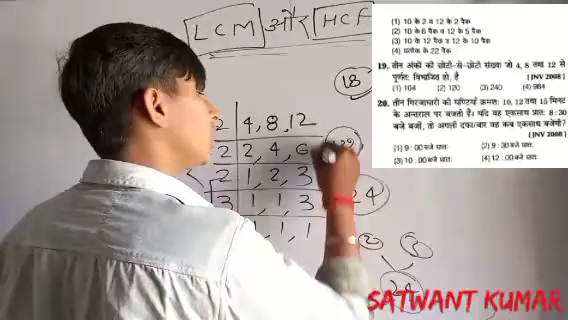 LCM और HCF
(1) 10 के 2 व 12 के 2 पैक
(2) 10 के 6 पैक व 12 के 5 पैक
(3) 10 के 12 पैक व 12 के 10 पैक
(4) प्रत्येक के 22 पैक
19. तीन अंकों की छोटी-से-छोटी संख्या जो 4, 8 तथा 12 से
पूर्णतः विभाजित हो, है
[JNV 2008]
(1) 104 (2) 120 (3) 240 (4) 984
20. तीन गिरजाघरों की घण्टियाँ क्रमशः 10, 12 तथा 15 मिनट
के अन्तराल पर बजती हैं। यदि वह एकसाथ प्रातः 8:30
बजे बजीं, तो अगली दफा/बार वह कब एकसाथ बजेंगी?
[JNV 2008]
(1) 9:00 बजे प्रातः (2) 9:30 बजे प्रातः
(3) 10:00 बजे प्रातः (4) 12:00 बजे
18
2 4, 8, 12
2 2, 4, 6
2 1, 2, 3
3 1, 1, 3
1, 1
24
SATWANT KUMAR